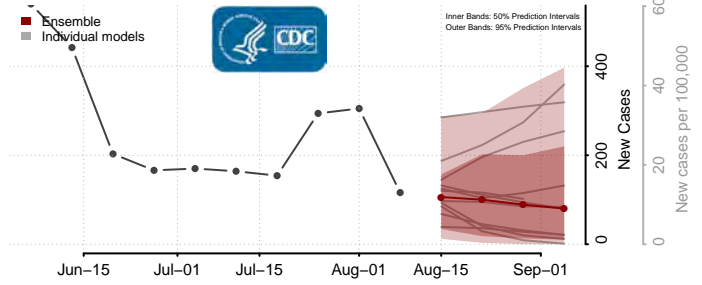 Ensemble
Individual models
CDC
Inner Bands: 50% Prediction Intervals
Outer Bands: 95% Prediction Intervals
400
200
0
New Cases
60
40
20
0
New cases per 100,000
Jun−15
Jul−01
Jul−15
Aug−01
Aug−15
Sep−01